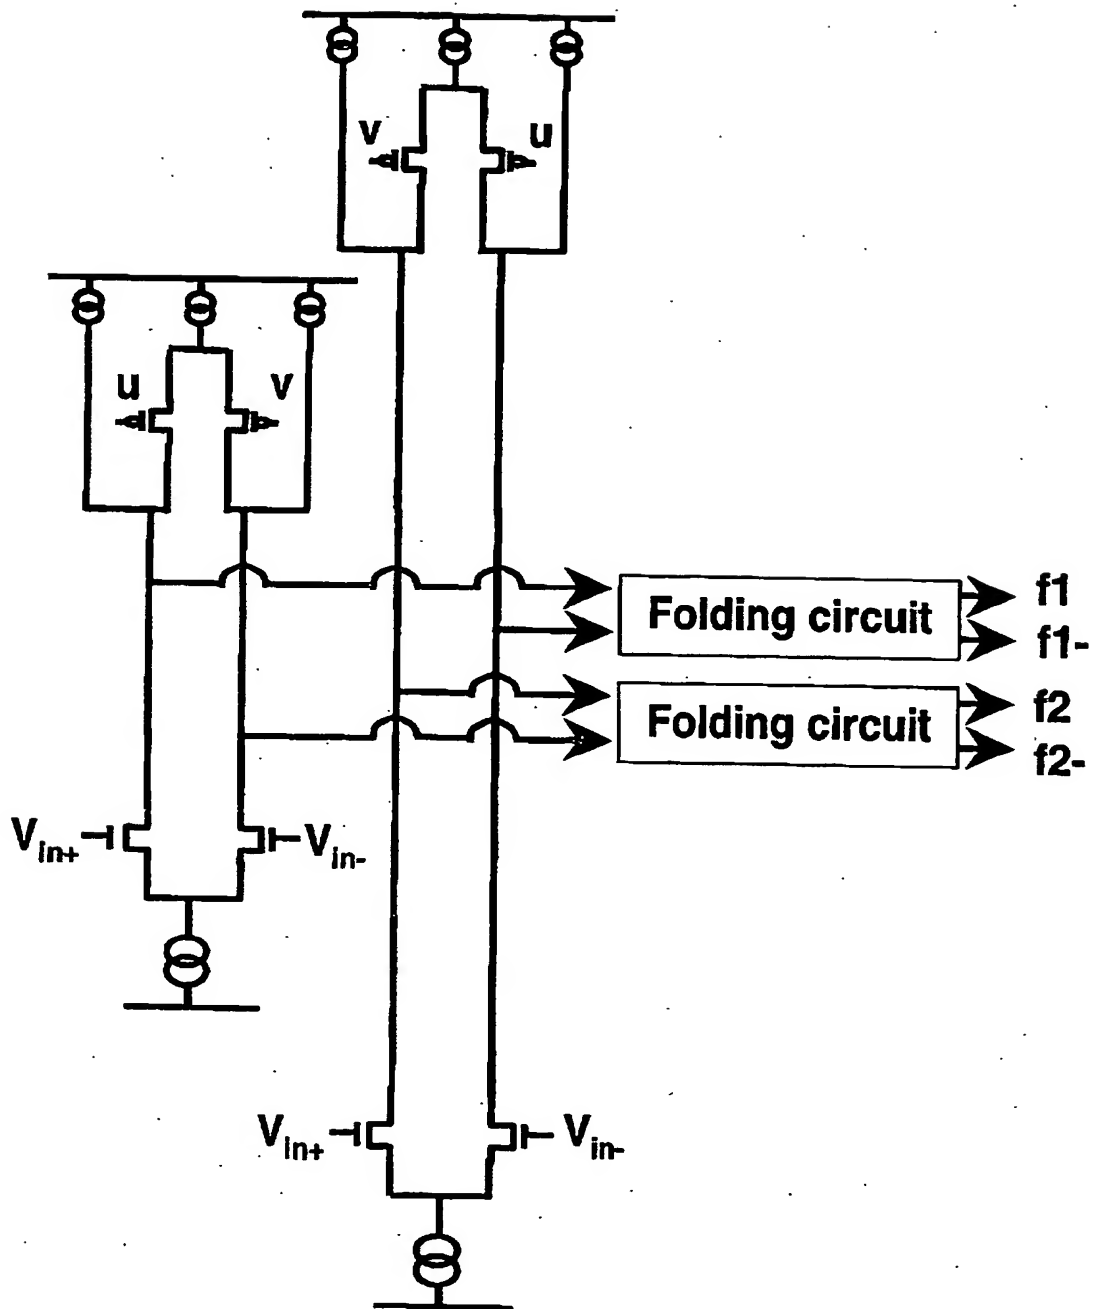 v u
u v
Folding circuit
f1
f1-
Folding circuit
f2
f2-
Vin+ Vin-
Vin+ Vin-